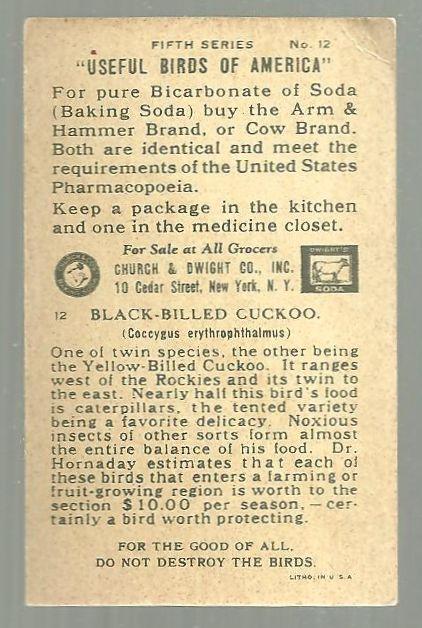 FIFTH SERIES No. 12
"USEFUL BIRDS OF AMERICA"
For pure Bicarbonate of Soda
(Baking Soda) buy the Arm &
Hammer Brand, or Cow Brand.
Both are identical and meet the
requirements of the United States
Pharmacopoeia.
Keep a package in the kitchen
and one in the medicine closet.
For Sale at All Grocers
CHURCH & DWIGHT CO., INC.
10 Cedar Street, New York, N. Y.
DWIGHT'S
SODA
12 BLACK-BILLED CUCKOO.
(Coccygus erythrophthalmus)
One of twin species, the other being
the Yellow-Billed Cuckoo. It ranges
west of the Rockies and its twin to
the east. Nearly half this bird's food
is caterpillars, the tented variety
being a favorite delicacy. Noxious
insects of other sorts form almost
the entire balance of his food. Dr.
Hornaday estimates that each of
these birds that enters a farming or
fruit-growing region is worth to the
section $10.00 per season,—cer-
tainly a bird worth protecting.
FOR THE GOOD OF ALL,
DO NOT DESTROY THE BIRDS.
LITHO. IN U S A